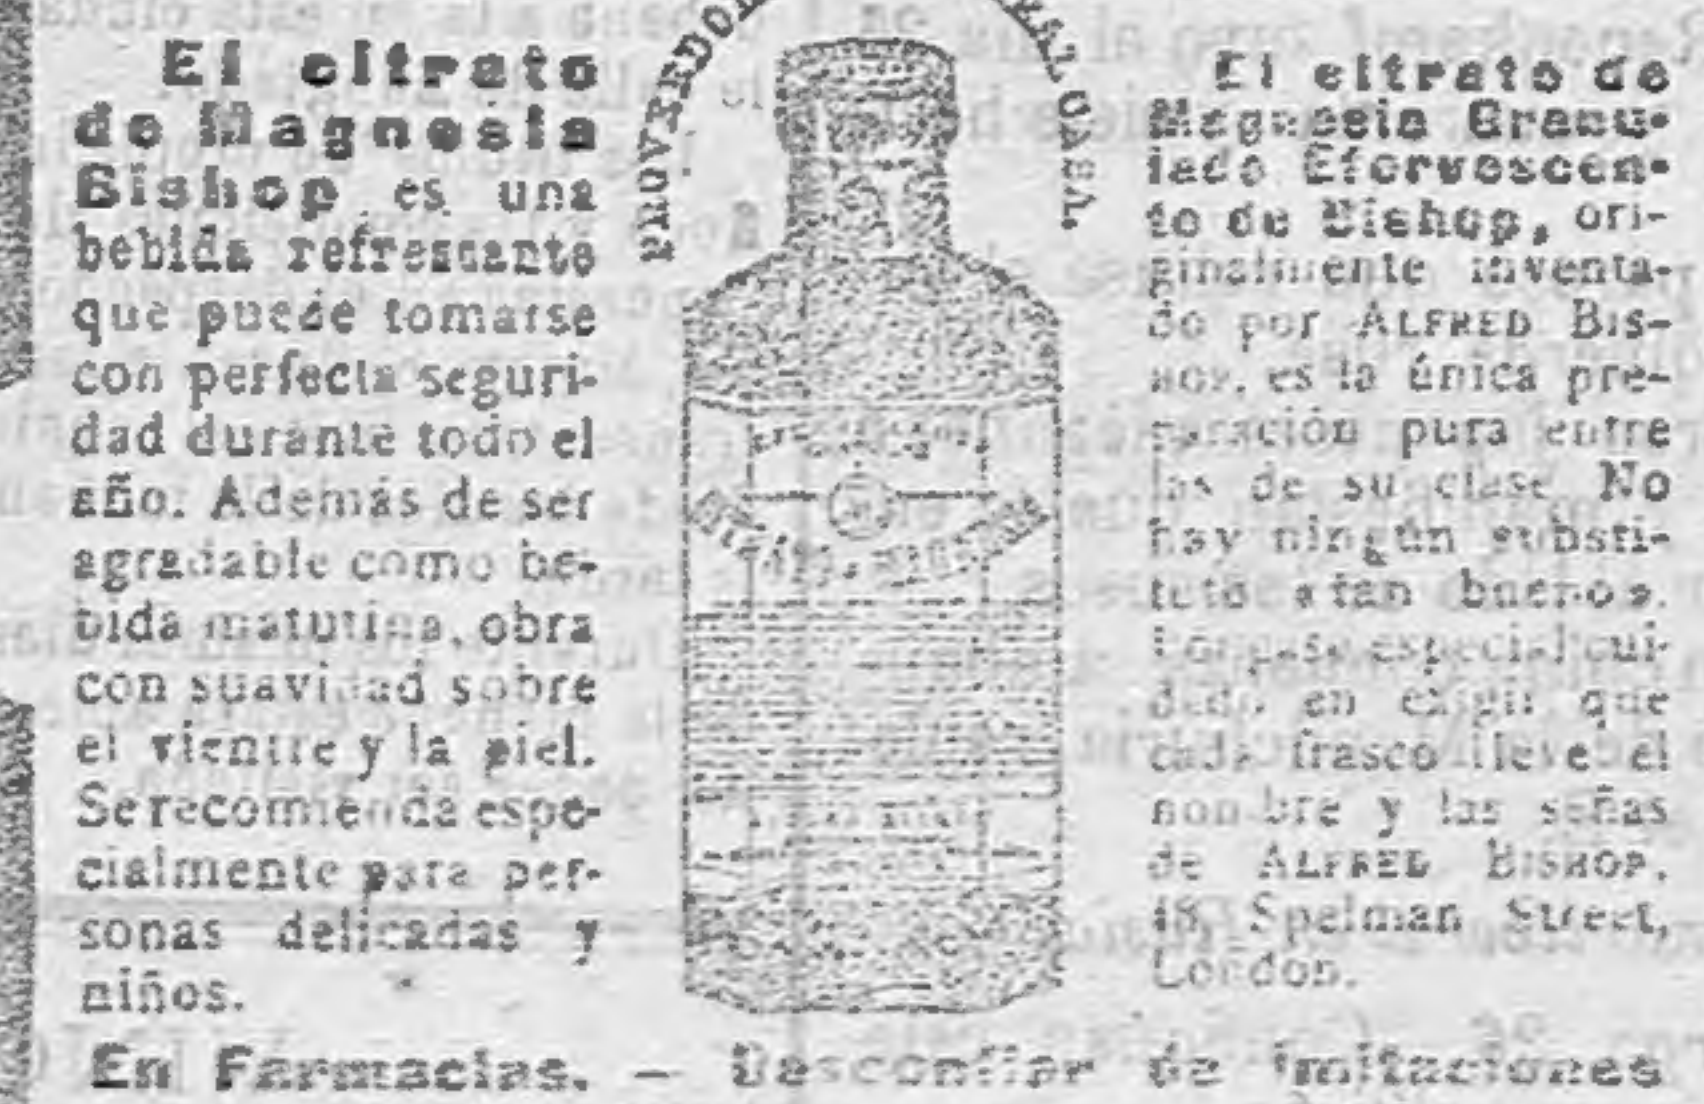 El citrato
de Magnesia
Bishop es una
bebida refrescante
que puede tomarse
con perfecta seguri-
dad durante todo el
año. Además de ser
agradable como be-
bida matutina, obra
con suavidad sobre
el vientre y la piel.
Se recomienda espe-
cialmente para per-
sonas delicadas y
niños.
PROVEEDOR REAL CASA.
CITRATO MAGNESIA
El citrato de
Magnesia Granu-
lado Efervescen-
te de Bishop, ori-
ginalmente inventa-
do por ALFRED BIS-
HOP, es la única pre-
paración pura entre
las de su clase No
hay ningún substi-
tuto «tan bueno».
Póngase especial cui-
dado en exigir que
cada frasco lleve el
nombre y las señas
de ALFRED BISHOP,
48, Spelman Street,
London.
En Farmacias. — Desconfiar de imitaciones